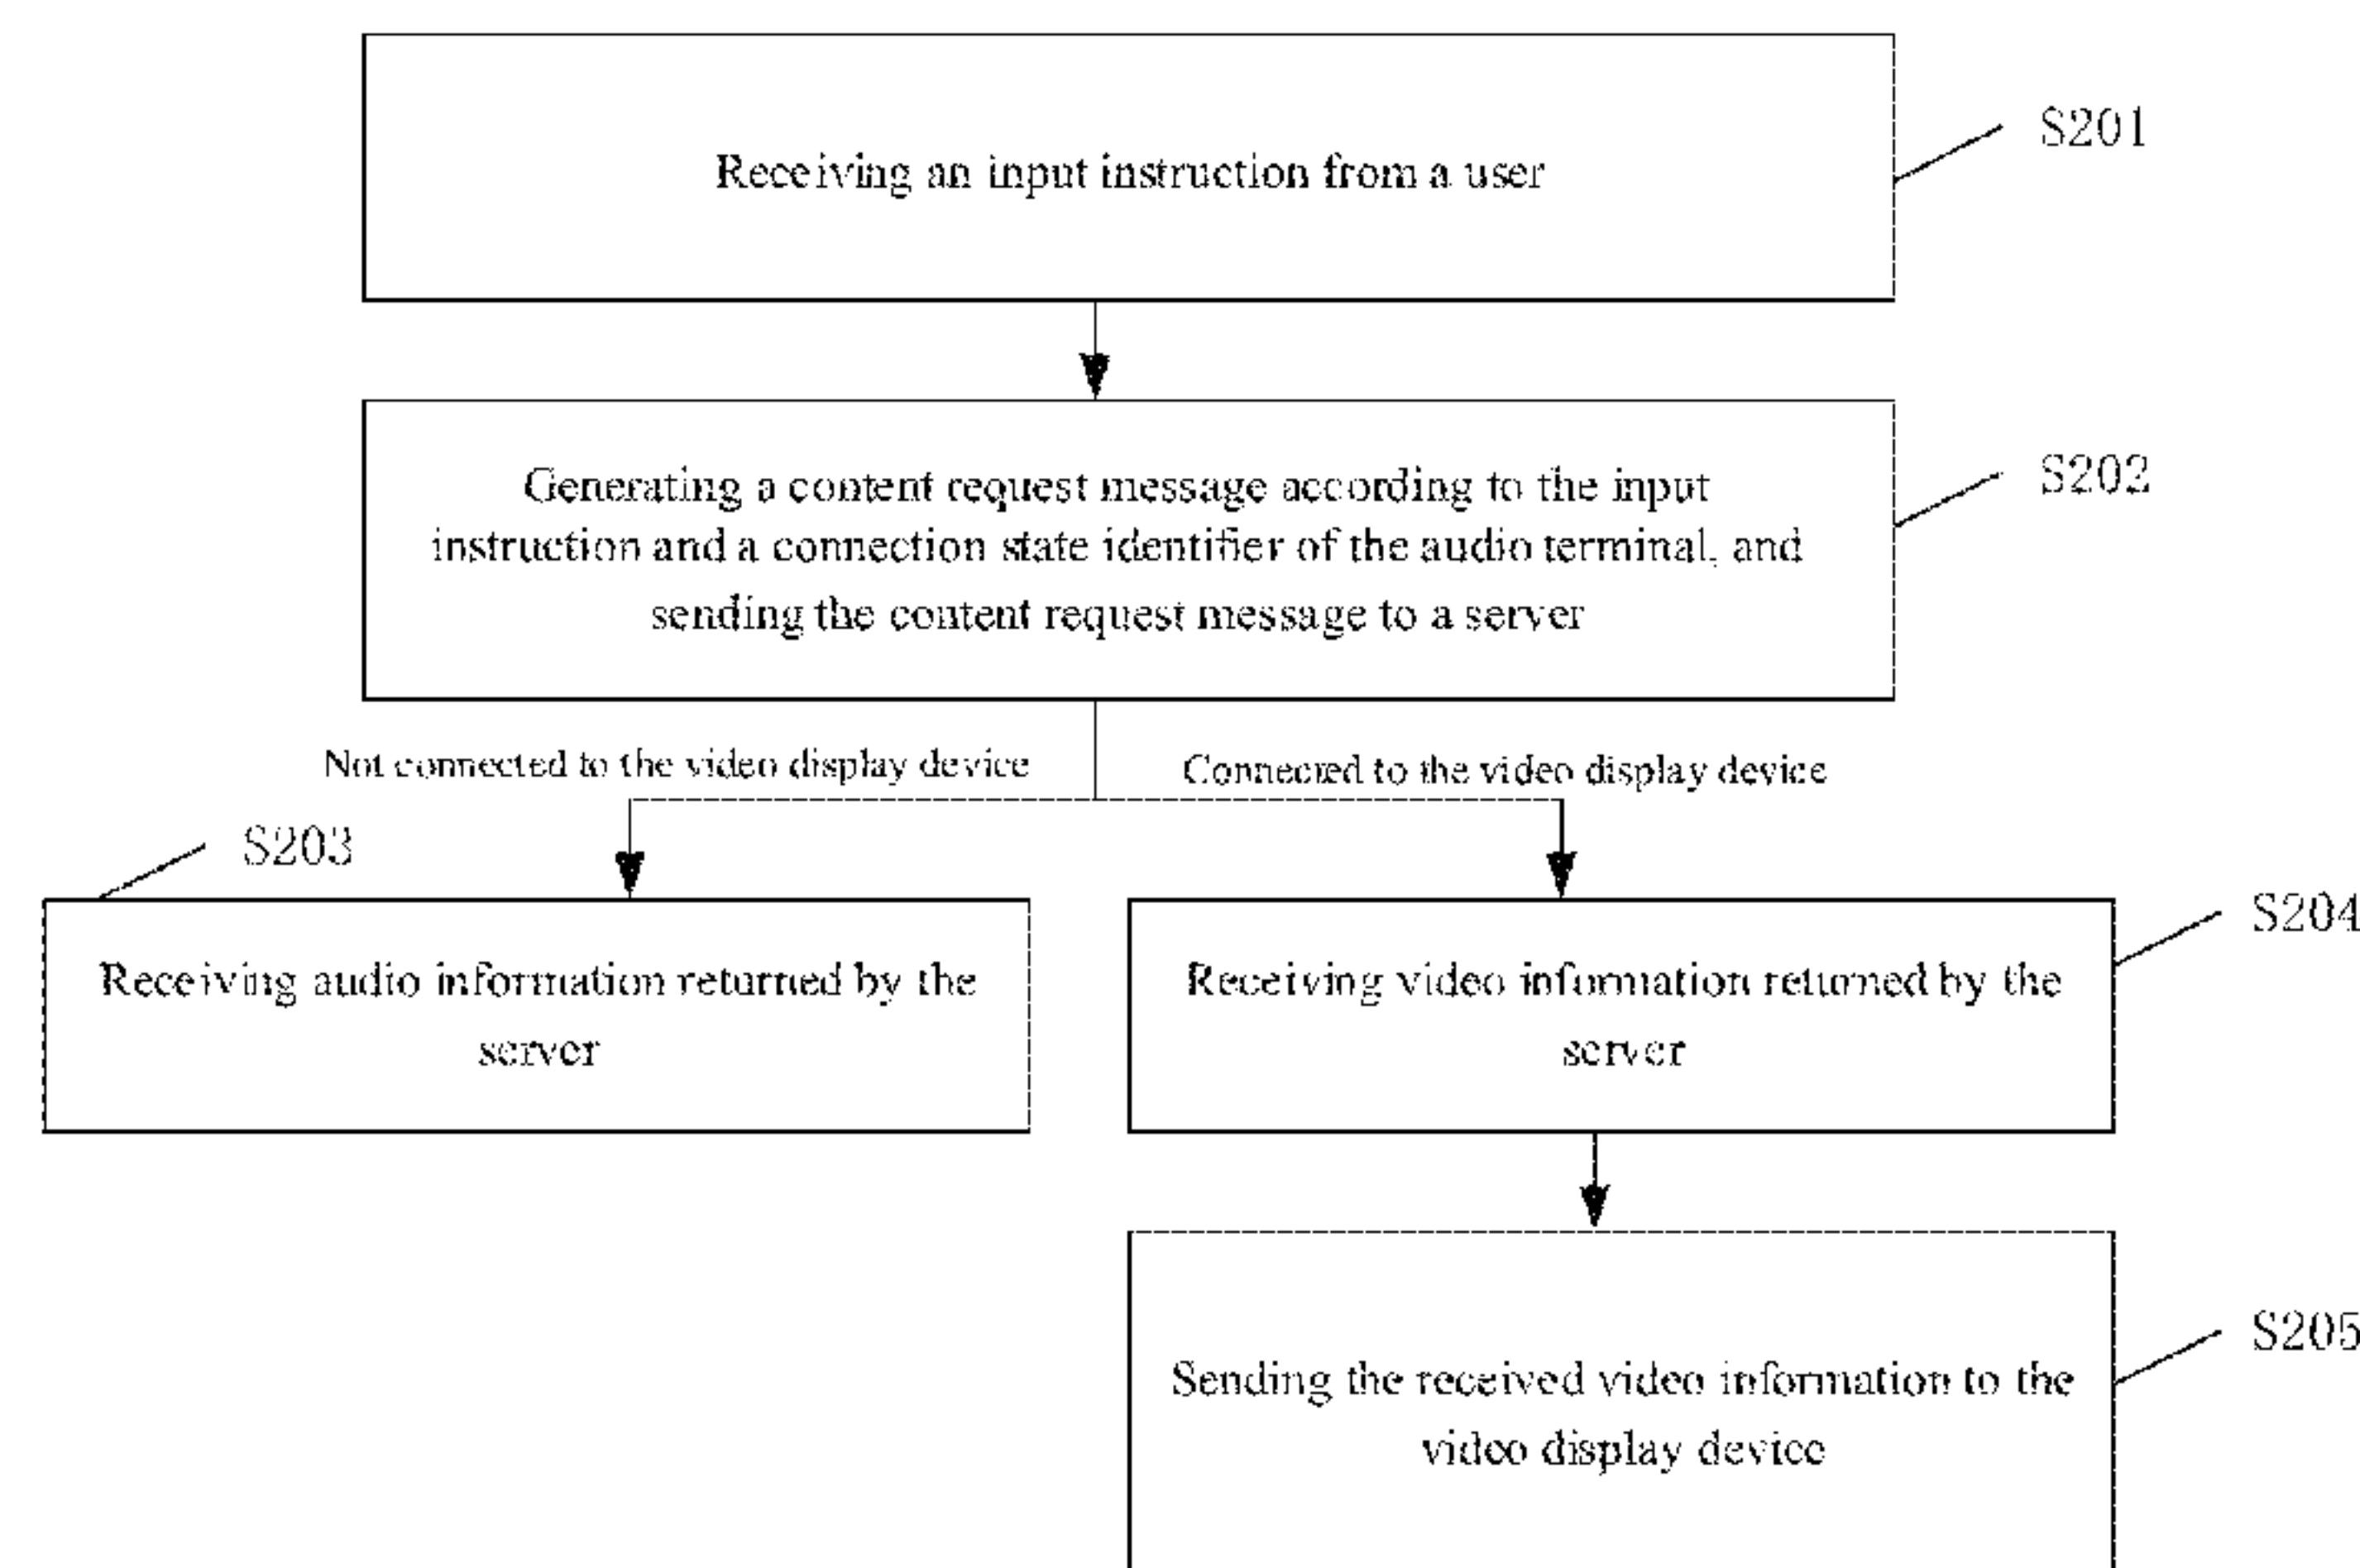 Receiving an input instruction from a user
S201
Generating a content request message according to the input
instruction and a connection state identifier of the audio terminal, and
sending the content request message to a server
S202
Not connected to the video display device
Connected to the video display device
S203
Receiving audio information returned by the
server
S204
Receiving video information returned by the
server
S205
Sending the received video information to the
video display device